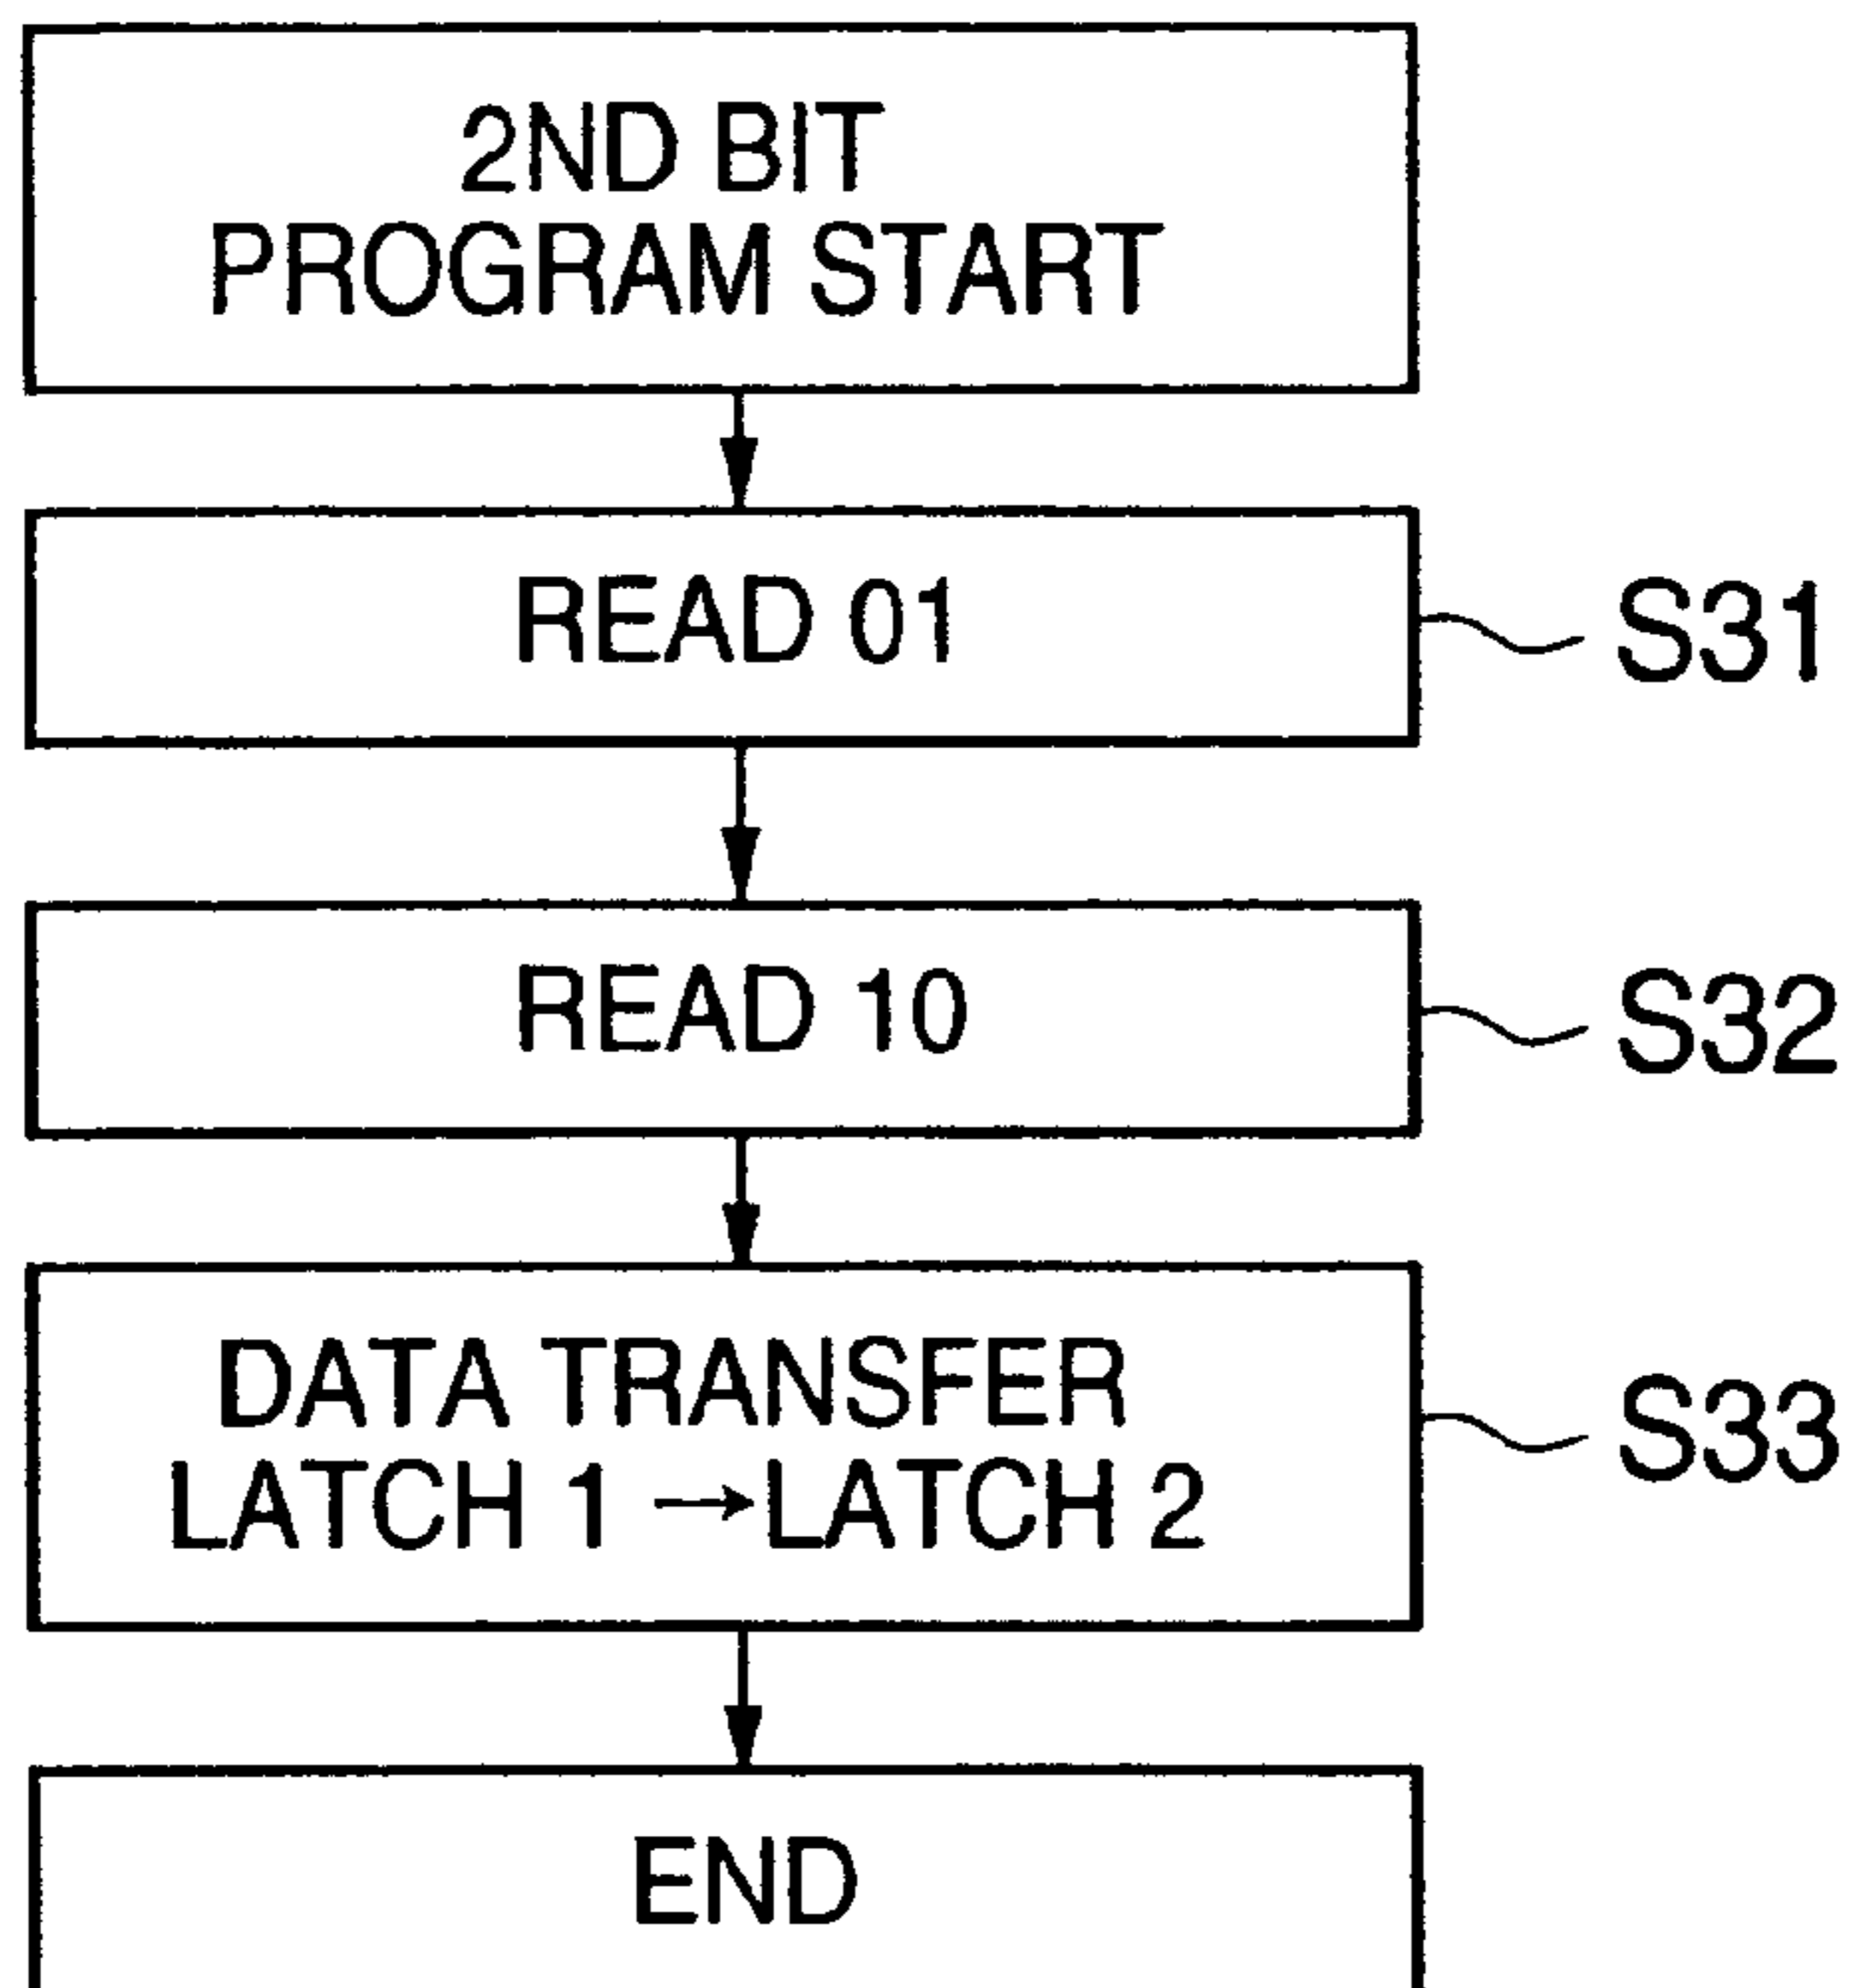 2ND BIT
PROGRAM START
READ 01
S31
READ 10
S32
DATA TRANSFER
LATCH 1 → LATCH 2
S33
END